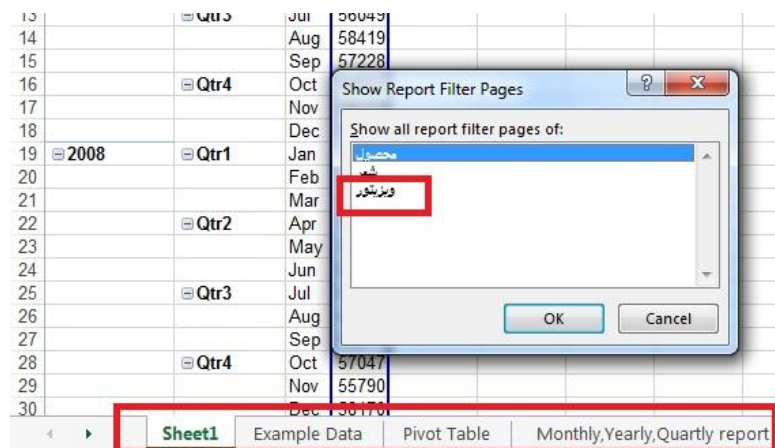 13 Qtr3 Jul 56049
14 Aug 58419
15 Sep 57228
16 Qtr4 Oct
17 Nov
18 Dec
19 2008 Qtr1 Jan
20 Feb
21 Mar
22 Qtr2 Apr
23 May
24 Jun
25 Qtr3 Jul
26 Aug
27 Sep
28 Qtr4 Oct 57047
29 Nov 55790
30 Dec
Show Report Filter Pages
Show all report filter pages of:
محصول
شهر
ویزیتور
OK Cancel
Sheet1 Example Data Pivot Table Monthly,Yearly,Quartly report